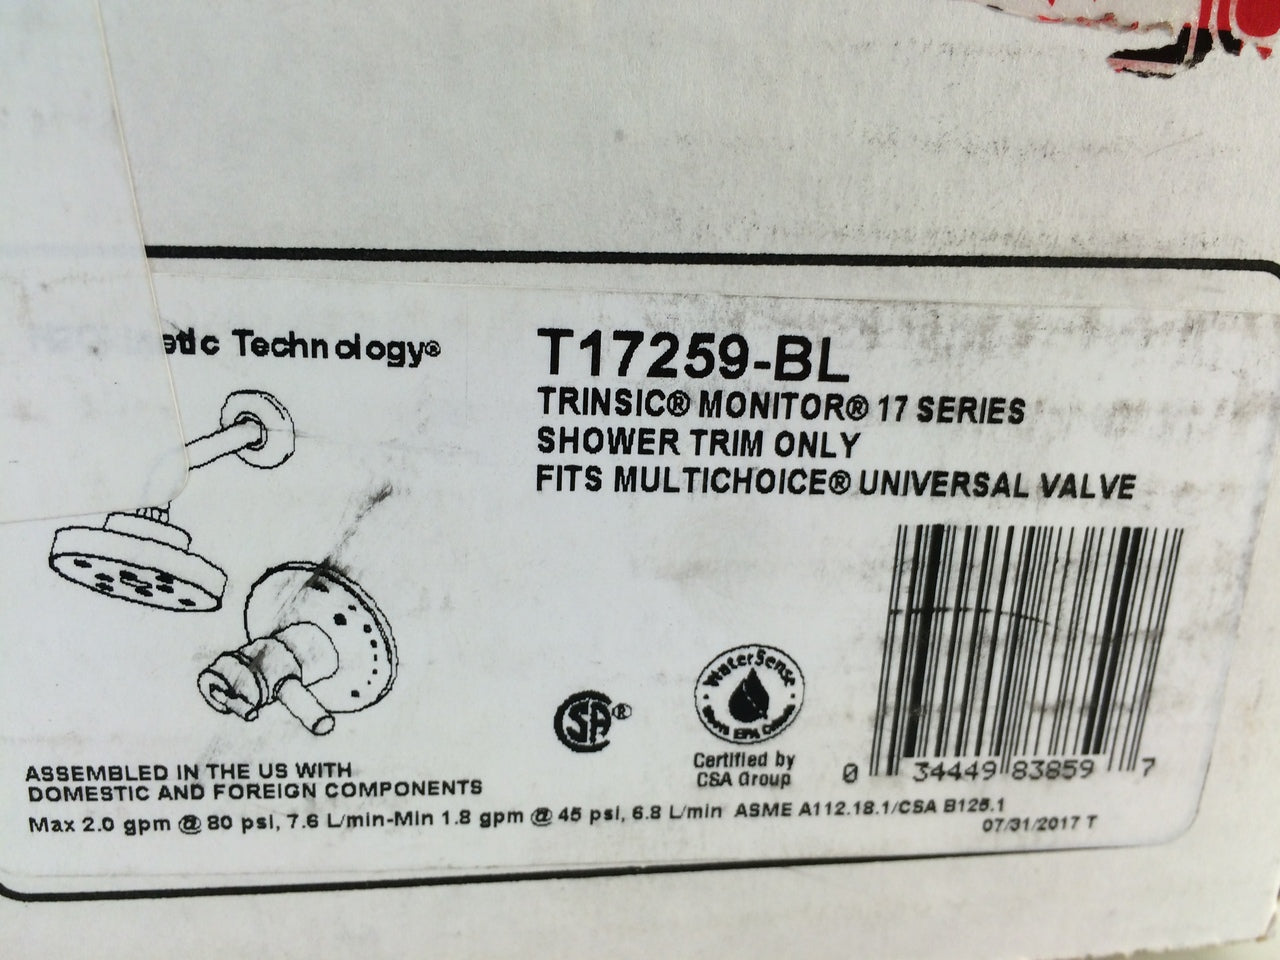 Technology®
T17259-BL
TRINSIC® MONITOR® 17 SERIES
SHOWER TRIM ONLY
FITS MULTICHOICE® UNIVERSAL VALVE
CSA®
WaterSense
Certified by
CSA Group
0 34449 83859 7
ASSEMBLED IN THE US WITH
DOMESTIC AND FOREIGN COMPONENTS
Max 2.0 gpm @ 80 psi, 7.6 L/min-Min 1.8 gpm @ 45 psi, 6.8 L/min ASME A112.18.1/CSA B125.1
07/31/2017 T